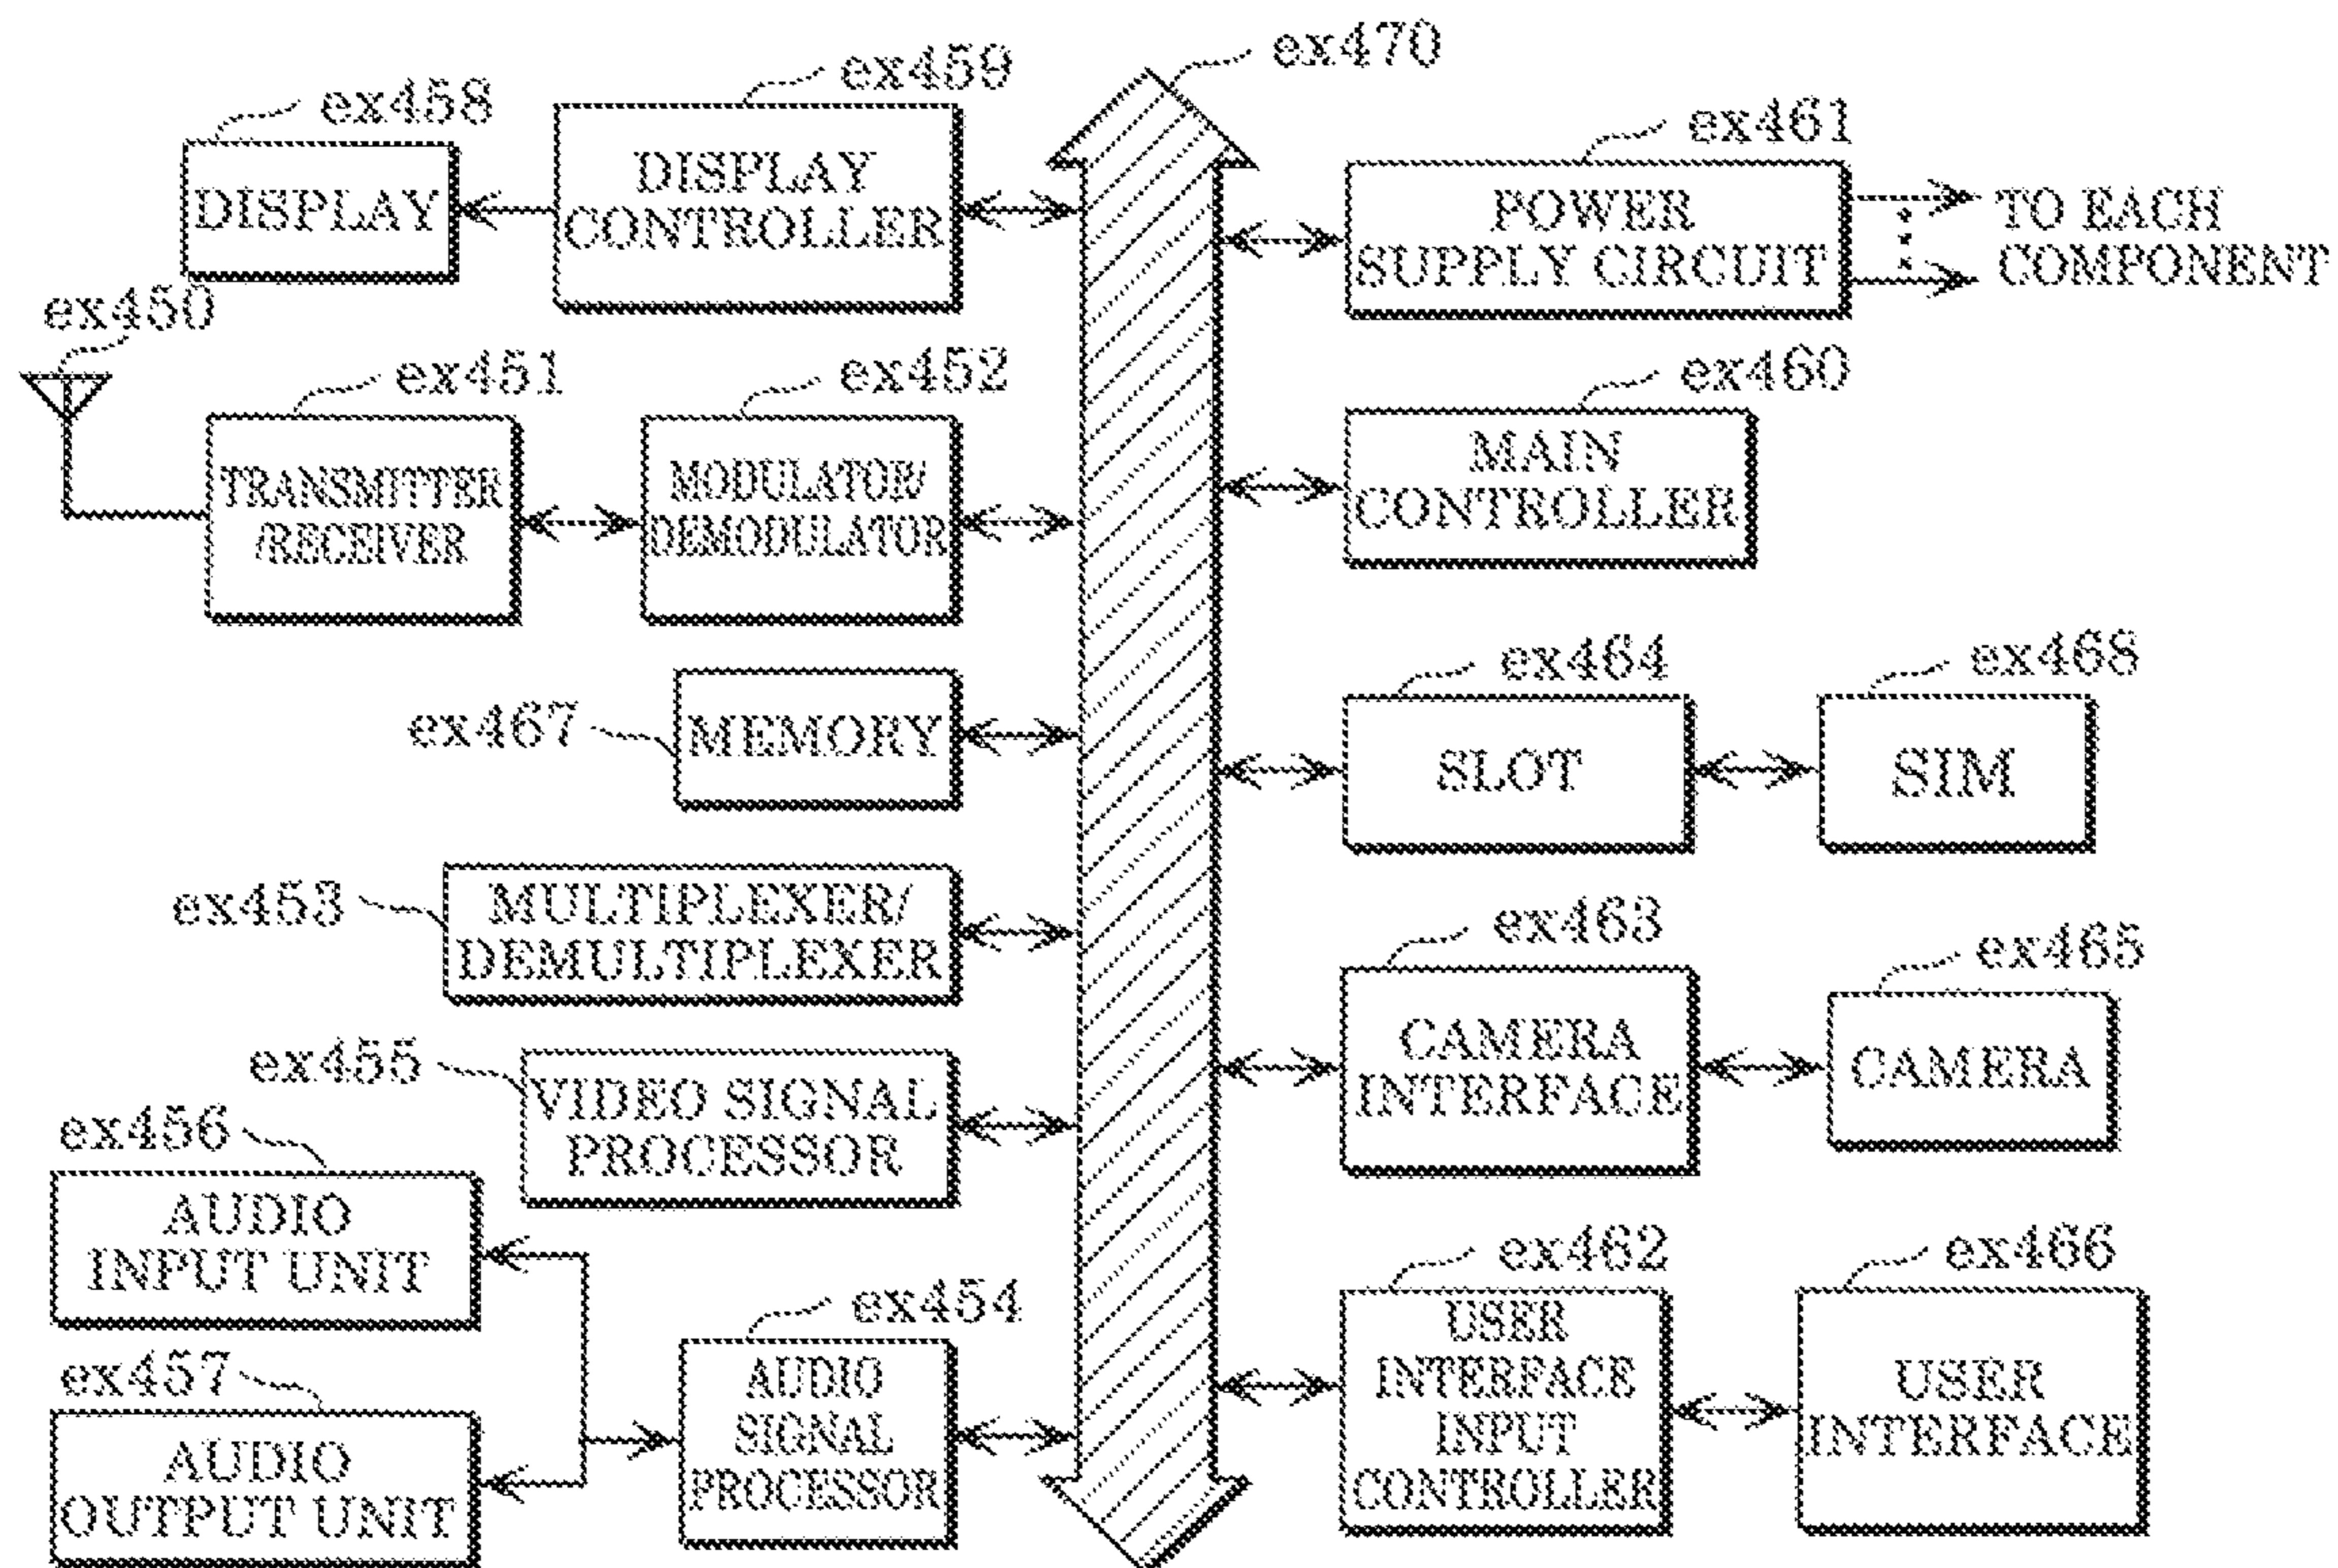 ex470
ex459
ex458
DISPLAY
DISPLAY
CONTROLLER
ex461
POWER
SUPPLY CIRCUIT
TO EACH
COMPONENT
ex450
ex451
TRANSMITTER
/RECEIVER
ex452
MODULATOR/
DEMODULATOR
ex460
MAIN
CONTROLLER
ex467
MEMORY
ex464
SLOT
ex468
SIM
ex453
MULTIPLEXER/
DEMULTIPLEXER
ex463
CAMERA
INTERFACE
ex465
CAMERA
ex455
VIDEO SIGNAL
PROCESSOR
ex456
AUDIO
INPUT UNIT
ex457
AUDIO
OUTPUT UNIT
ex454
AUDIO
SIGNAL
PROCESSOR
ex462
USER
INTERFACE
INPUT
CONTROLLER
ex466
USER
INTERFACE